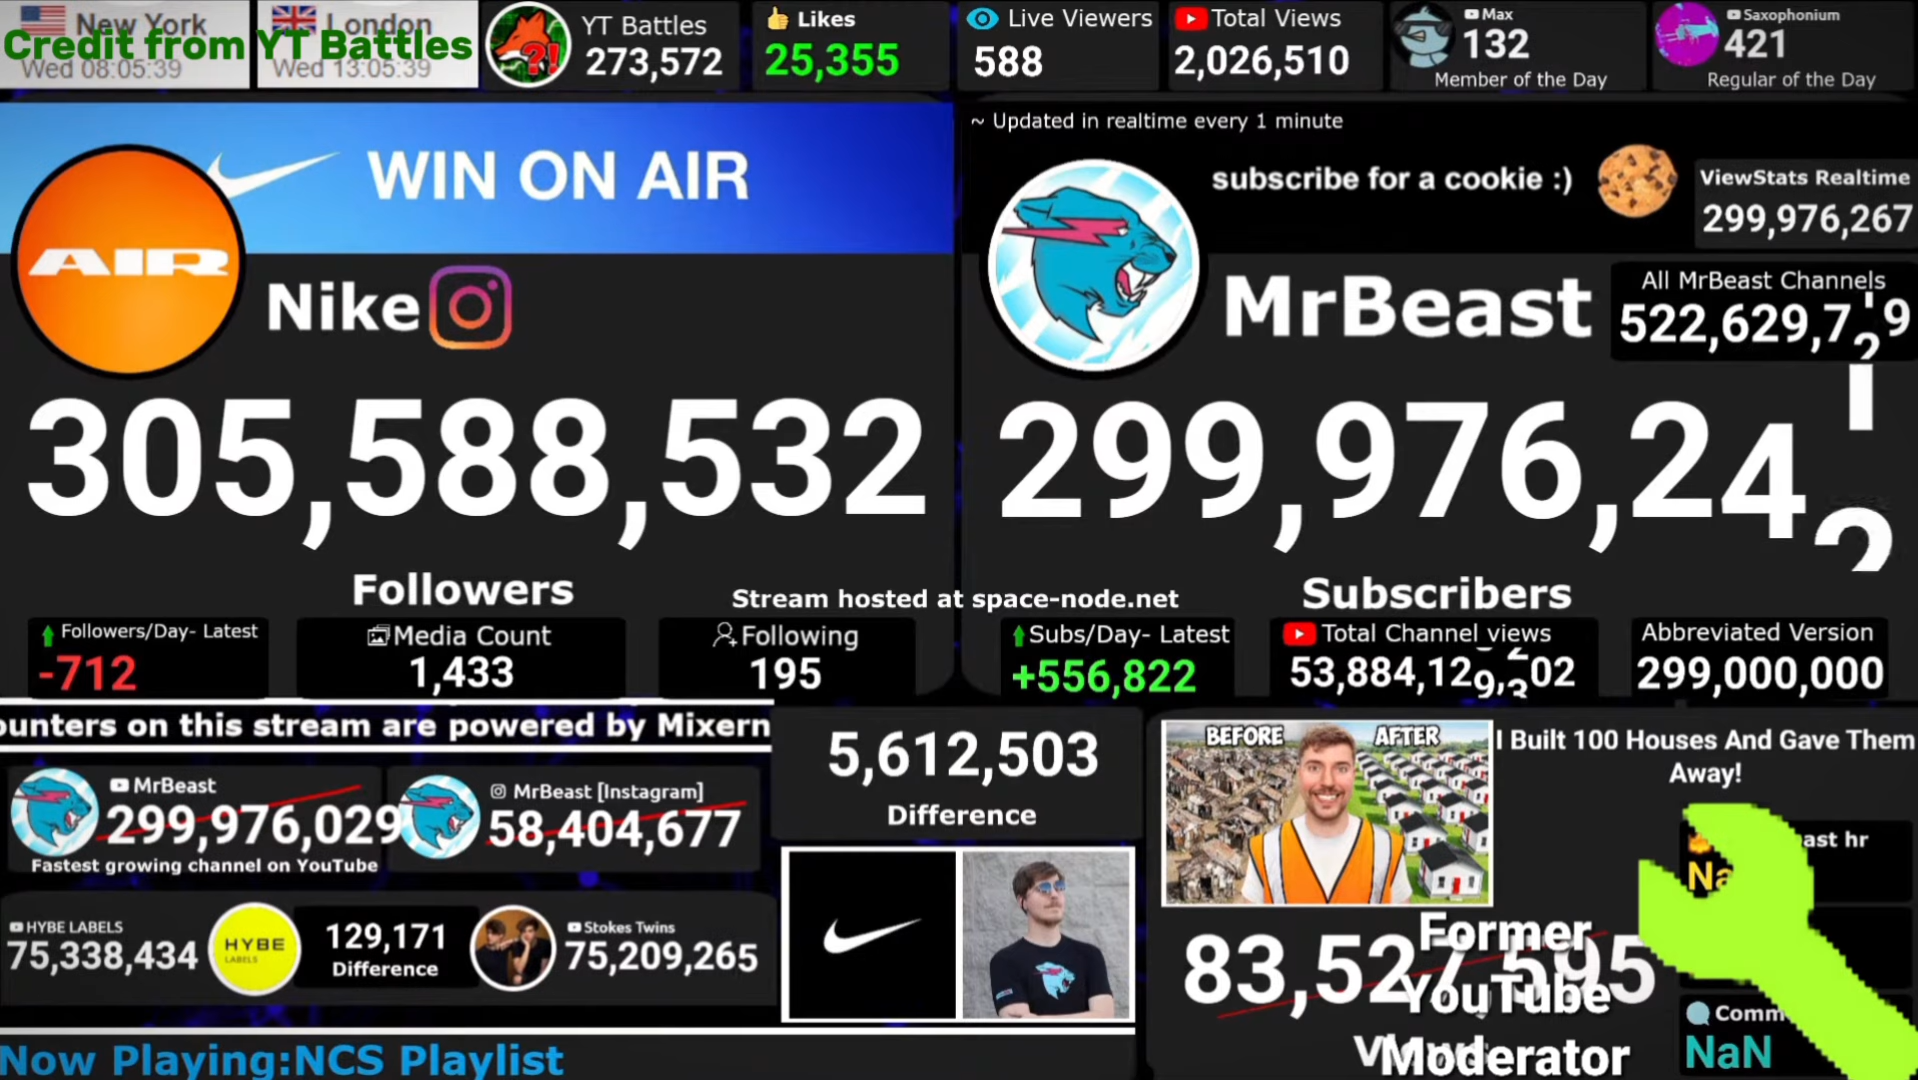 New York
Wed 08:05:39
London
Wed 13:05:39
Credit from YT Battles
YT Battles
273,572
Likes
25,355
Live Viewers
588
Total Views
2,026,510
Max
132
Member of the Day
Saxophonium
421
Regular of the Day
WIN ON AIR
AIR
Nike
305,588,532
Followers
Followers/Day- Latest
-712
Media Count
1,433
Following
195
~ Updated in realtime every 1 minute
subscribe for a cookie :)
ViewStats Realtime
299,976,267
MrBeast
All MrBeast Channels
Subscribers
Stream hosted at space-node.net
Subs/Day- Latest
+556,822
Total Channel views
Abbreviated Version
299,000,000
ounters on this stream are powered by Mixern
MrBeast
299,976,029
Fastest growing channel on YouTube
MrBeast [Instagram]
58,404,677
HYBE LABELS
75,338,434
HYBE
LABELS
129,171
Difference
Stokes Twins
75,209,265
5,612,503
Difference
BEFORE
AFTER
I Built 100 Houses And Gave Them
Away!
ast hr
Former
YouTube
Moderator
Comm
NaN
Now Playing:NCS Playlist